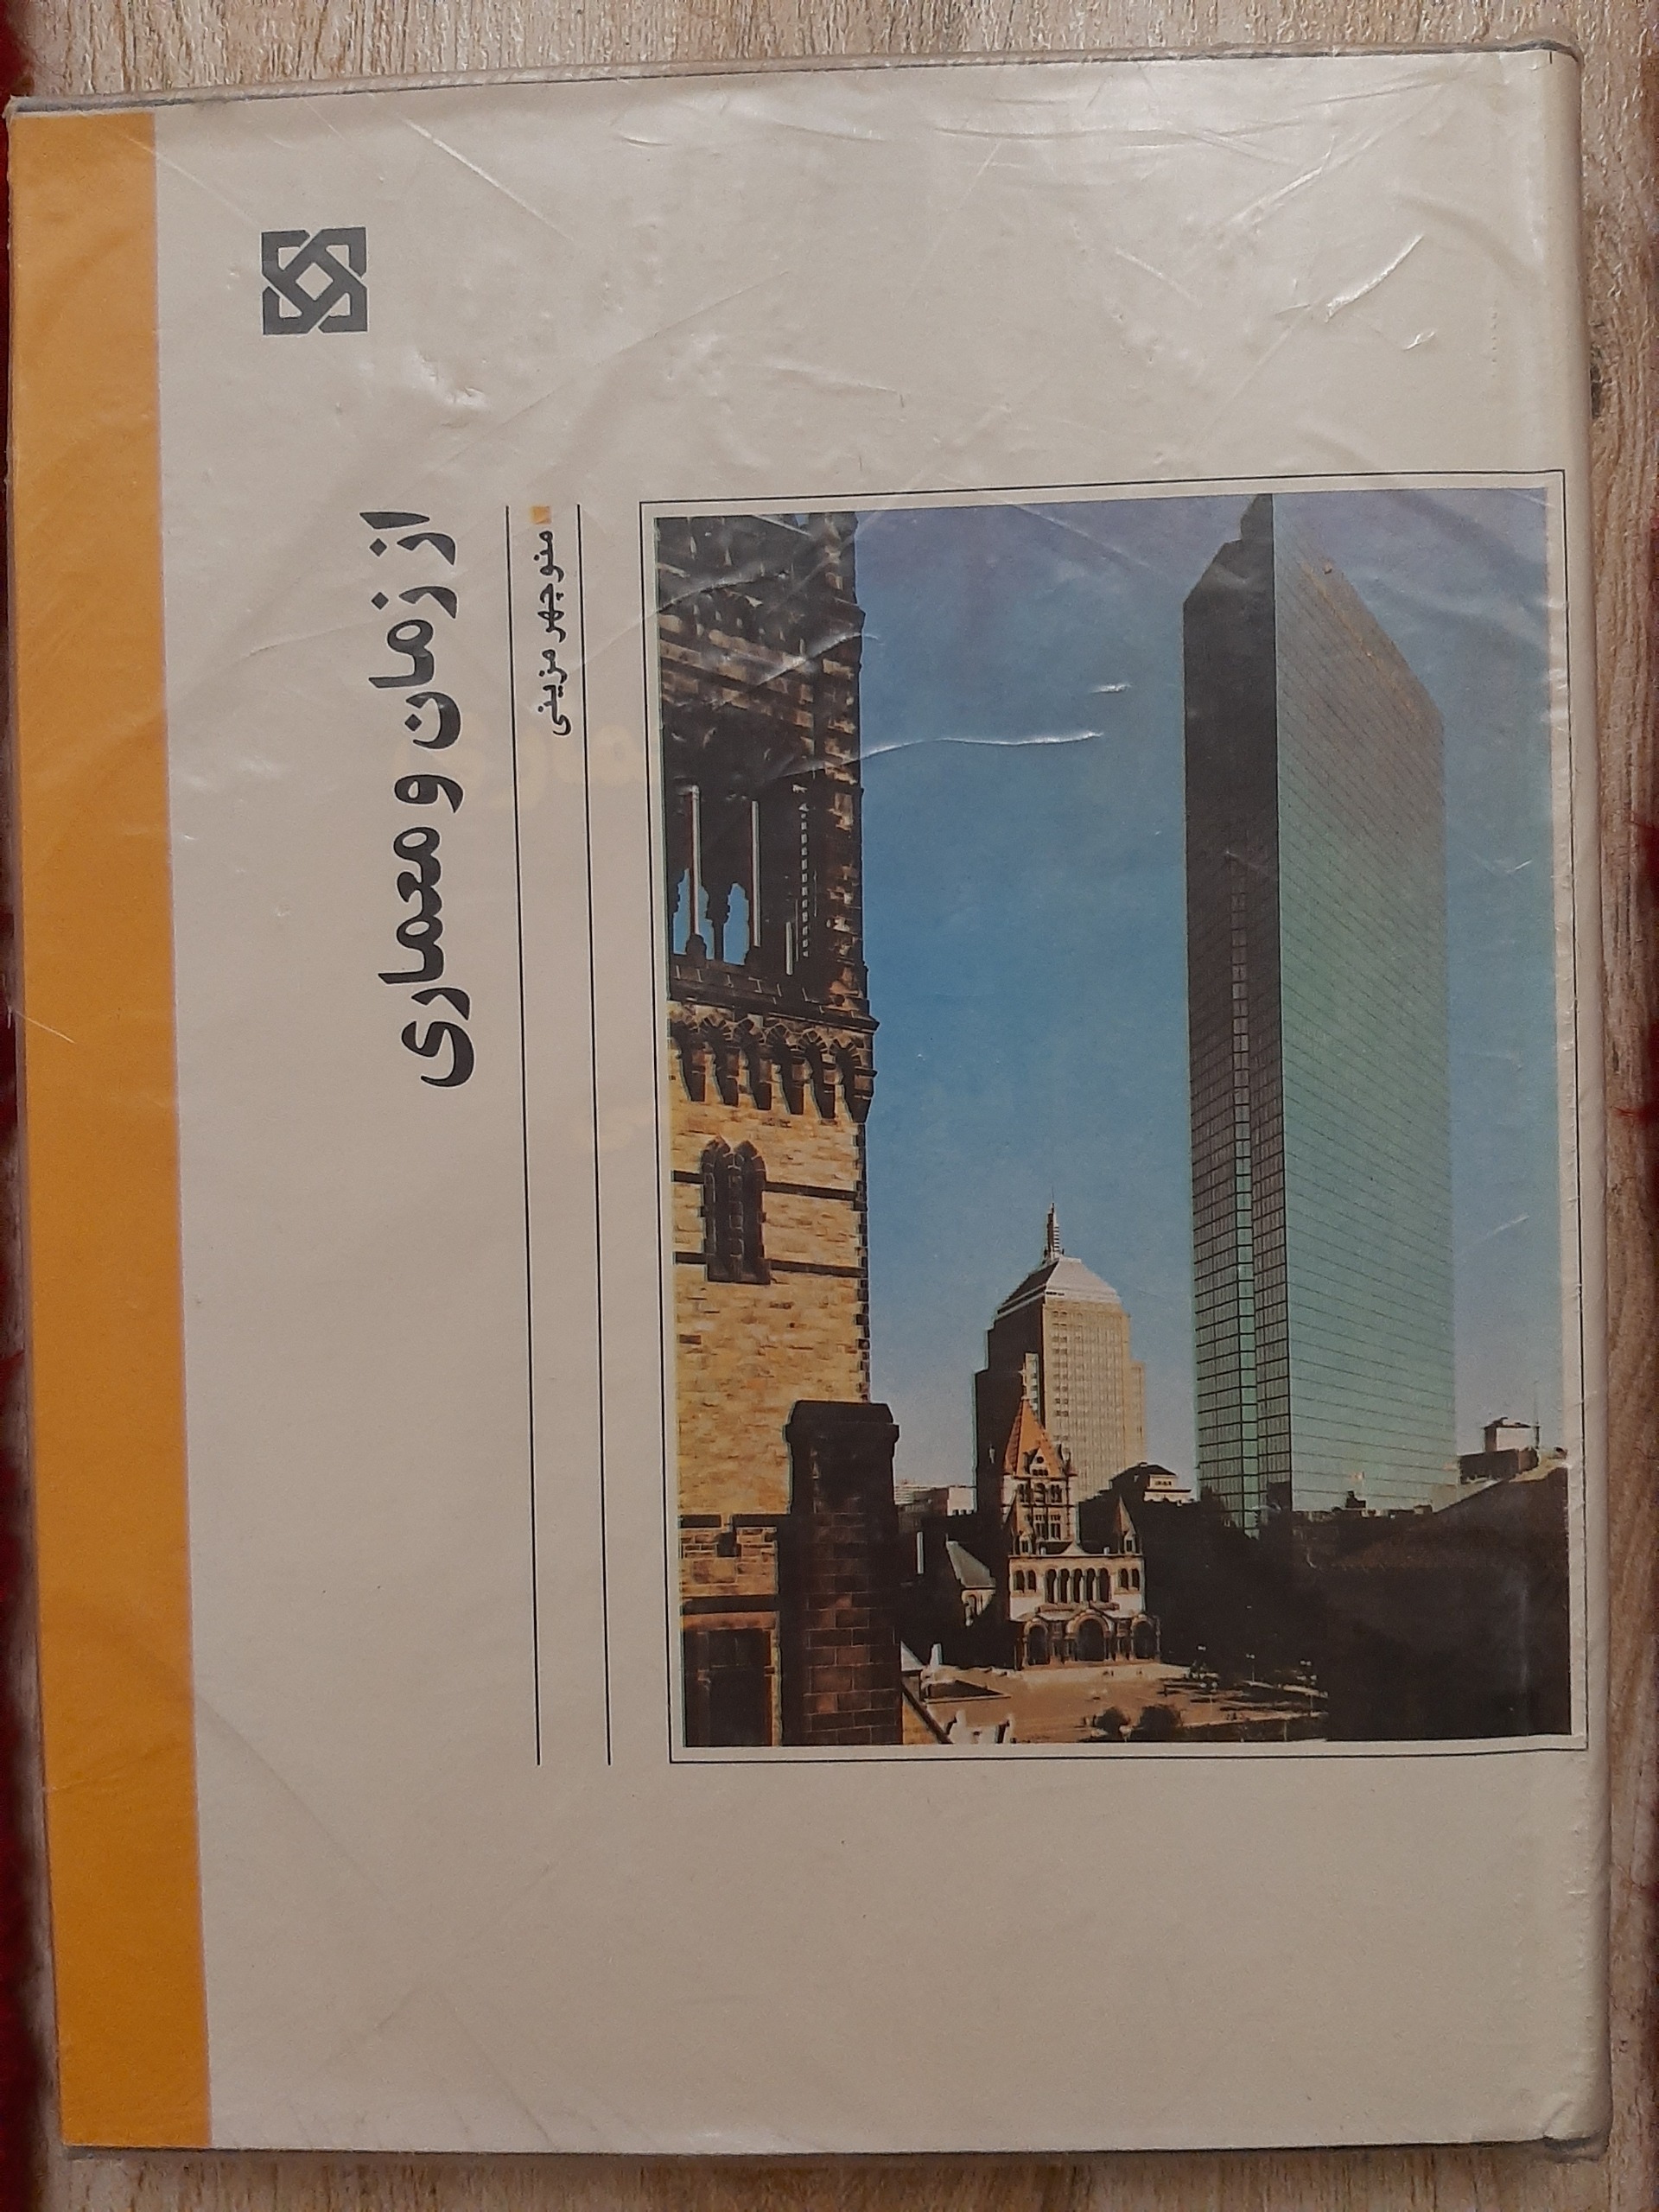 از زمان و معماری
منوچهر مزینی